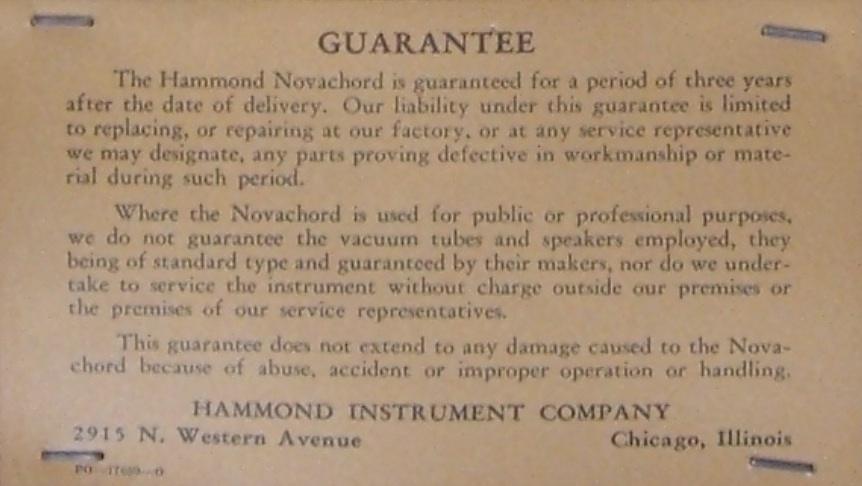 GUARANTEE
The Hammond Novachord is guaranteed for a period of three years
after the date of delivery. Our liability under this guarantee is limited
to replacing, or repairing at our factory, or at any service representative
we may designate, any parts proving defective in workmanship or mate-
rial during such period.
Where the Novachord is used for public or professional purposes,
we do not guarantee the vacuum tubes and speakers employed, they
being of standard type and guaranteed by their makers, nor do we under-
take to service the instrument without charge outside our premises or
the premises of our service representatives.
This guarantee does not extend to any damage caused to the Nova-
chord because of abuse, accident or improper operation or handling.
HAMMOND INSTRUMENT COMPANY
2915 N. Western Avenue Chicago, Illinois
PO